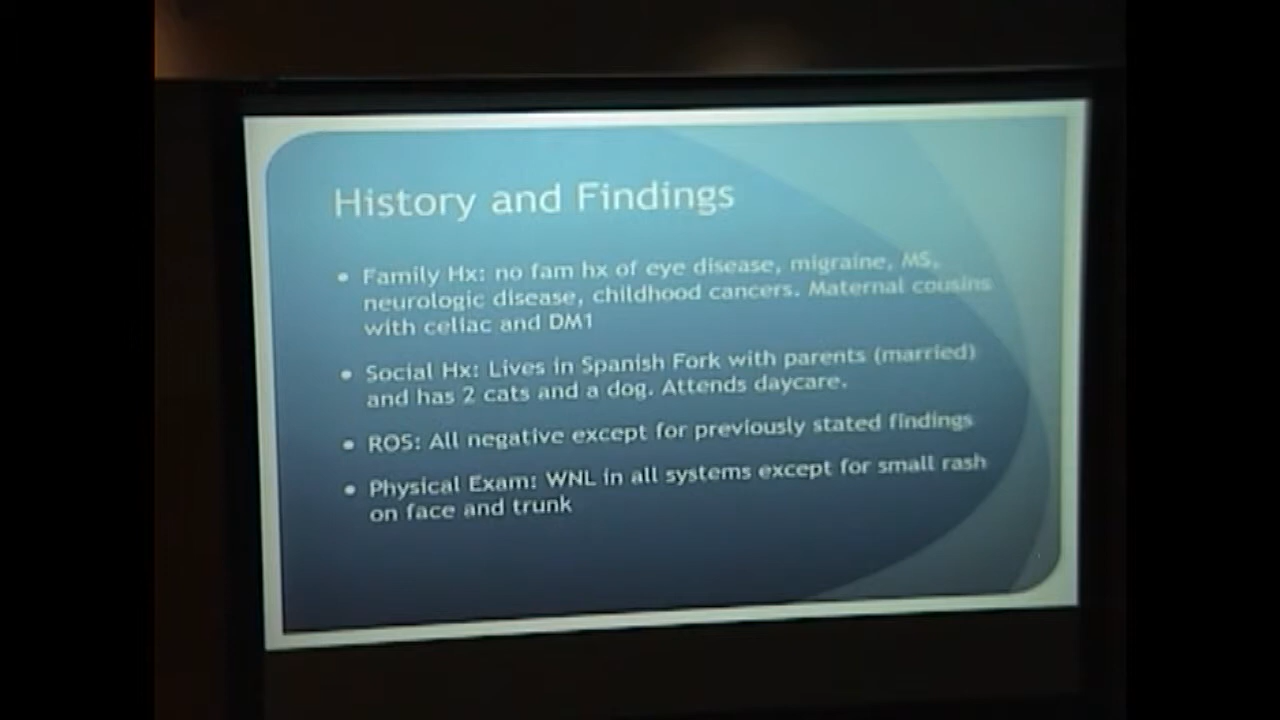 History and Findings
• Family Hx: no fam hx of eye disease, migraine, MS,
neurologic disease, childhood cancers. Maternal cousins
with celiac and DM1
• Social Hx: Lives in Spanish Fork with parents (married)
and has 2 cats and a dog. Attends daycare.
• ROS: All negative except for previously stated findings
• Physical Exam: WNL in all systems except for small rash
on face and trunk